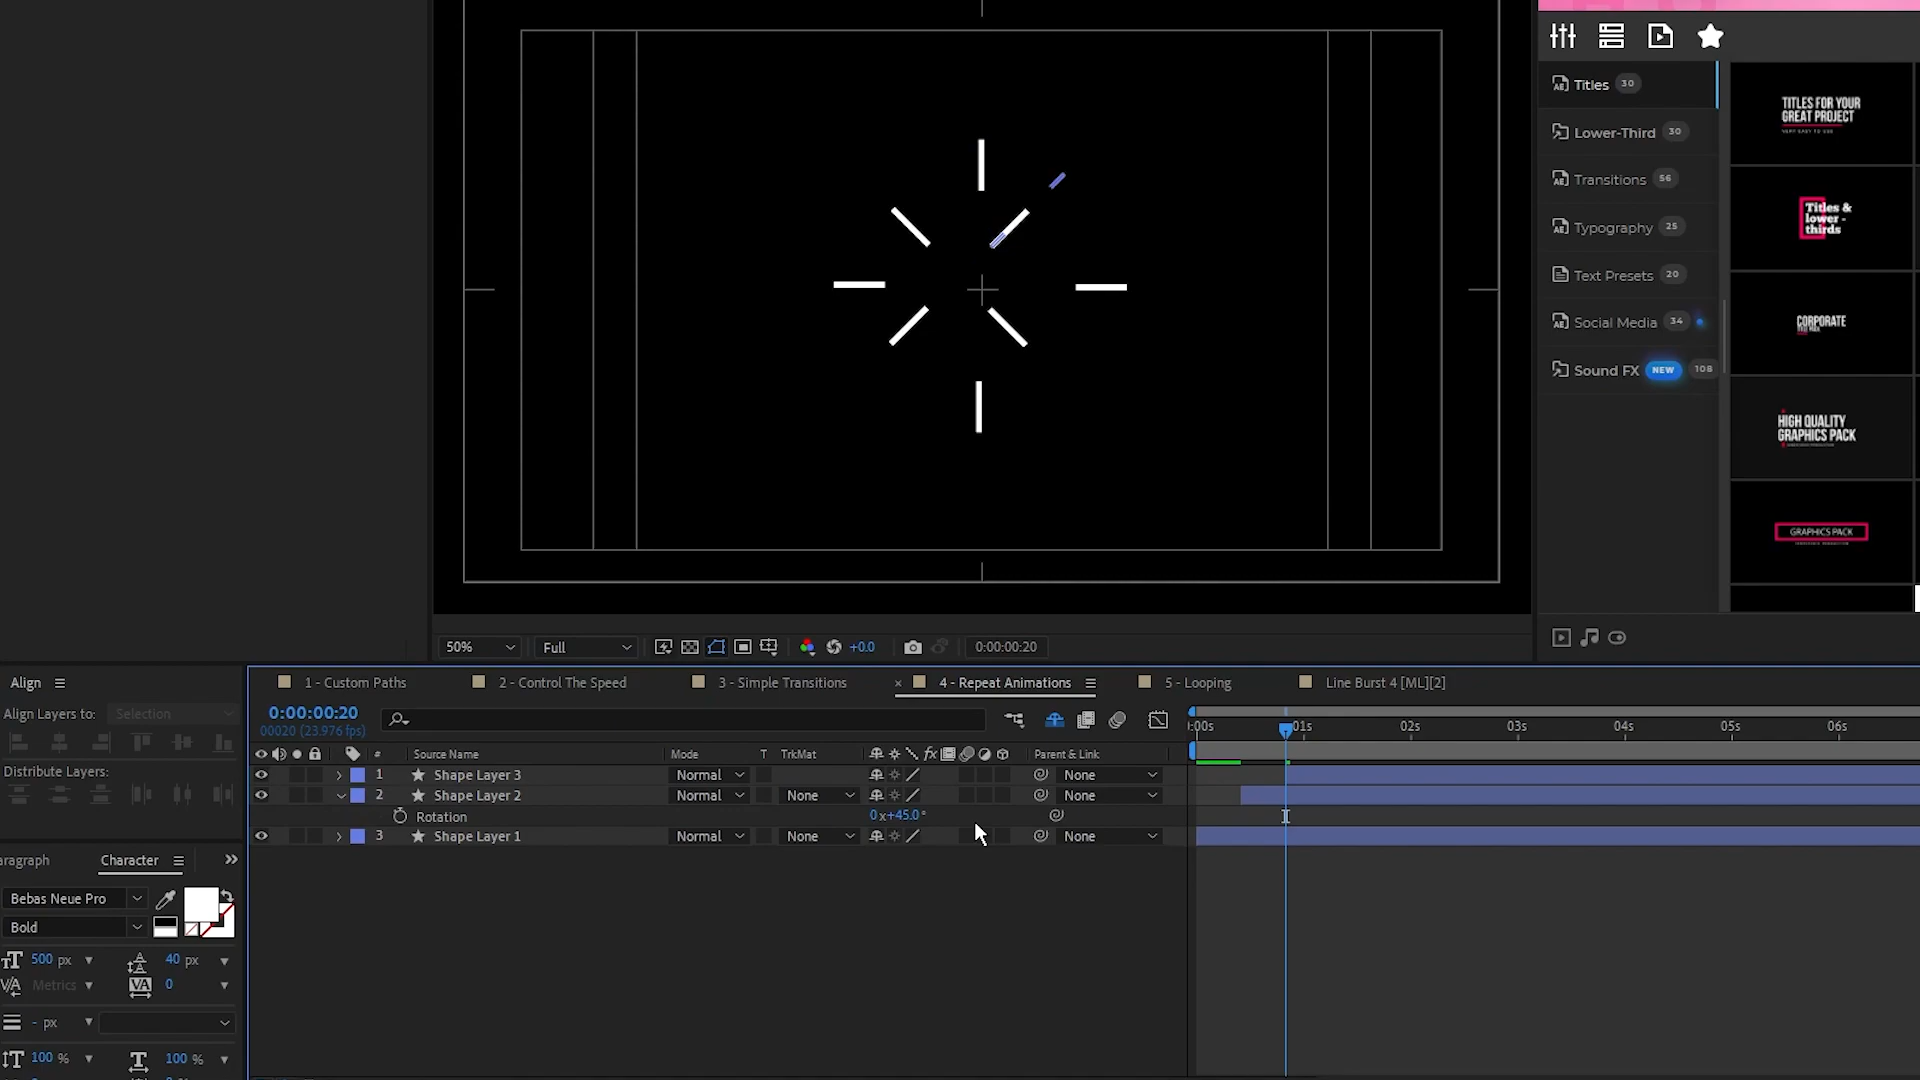 Titles 30
Lower-Third 30
Transitions 56
Typography 25
Text Presets 20
Social Media 34
Sound FX NEW 108
TITLES FOR YOUR
GREAT PROJECT
VERY EASY TO USE
Titles &
lower -
thirds
CORPORATE
HIGH QUALITY
GRAPHICS PACK
GRAPHICS PACK
50%
Full
+0.0
0:00:00:20
Align
Align Layers to:
Selection
Distribute Layers:
aragraph
Character
Bebas Neue Pro
Bold
500 px
40 px
Metrics
0
- px
100 %
100 %
1 - Custom Paths
2 - Control The Speed
3 - Simple Transitions
× 4 - Repeat Animations
5 - Looping
Line Burst 4 [ML][2]
0:00:00:20
00020 (23.976 fps)
:00s
01s
02s
03s
04s
05s
06s
# Source Name Mode T TrkMat fx Parent & Link
1 Shape Layer 3 Normal None
2 Shape Layer 2 Normal None None
Rotation 0x+45.0°
3 Shape Layer 1 Normal None None